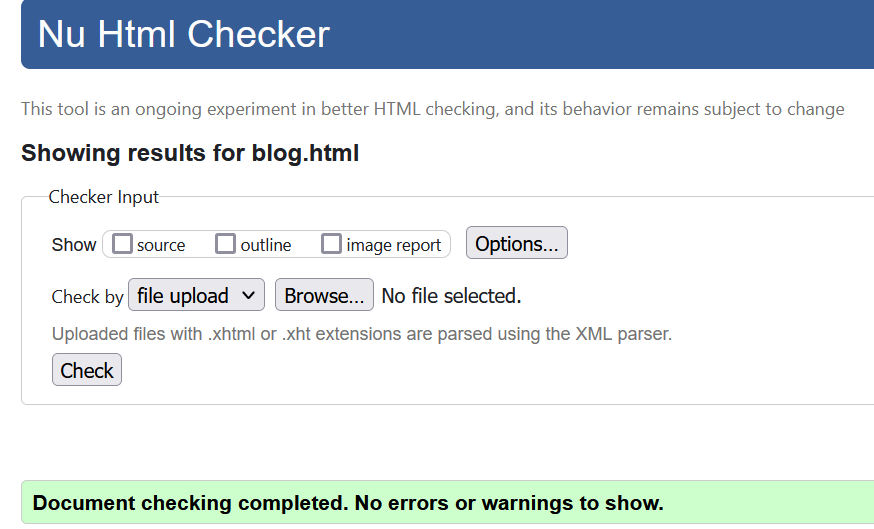 Nu Html Checker
This tool is an ongoing experiment in better HTML checking, and its behavior remains subject to change
Showing results for blog.html
Checker Input
Show source outline image report Options...
Check by file upload Browse... No file selected.
Uploaded files with .xhtml or .xht extensions are parsed using the XML parser.
Check
Document checking completed. No errors or warnings to show.